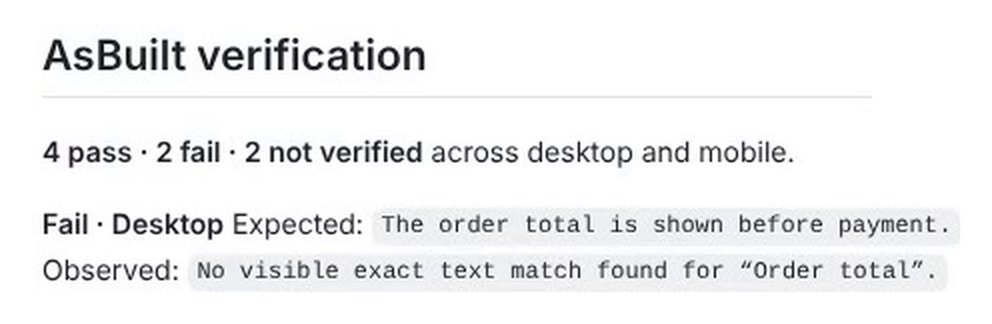 AsBuilt verification
4 pass · 2 fail · 2 not verified across desktop and mobile.
Fail · Desktop Expected: The order total is shown before payment.
Observed: No visible exact text match found for “Order total”.